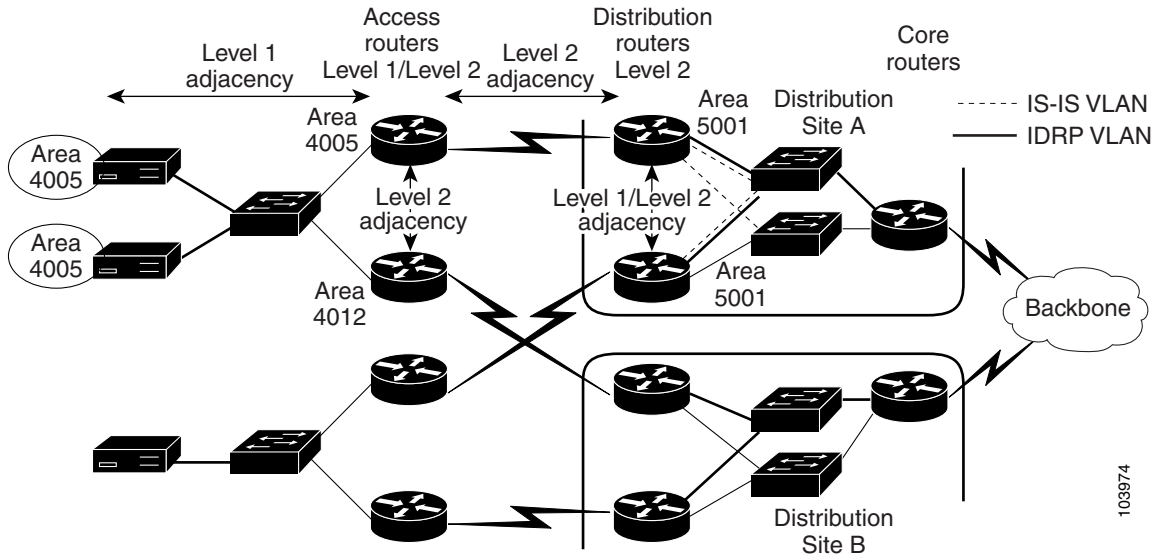 Access
routers
Level 1/Level 2
Distribution
routers
Level 2
Core
routers
Level 1
adjacency
Level 2
adjacency
Area
4005
Area
5001
Distribution
Site A
IS-IS VLAN
IDRP VLAN
Area
4005
Level 2
adjacency
Level 1/Level 2
adjacency
Area
4005
Area
4012
Area
5001
Backbone
Distribution
Site B
103974